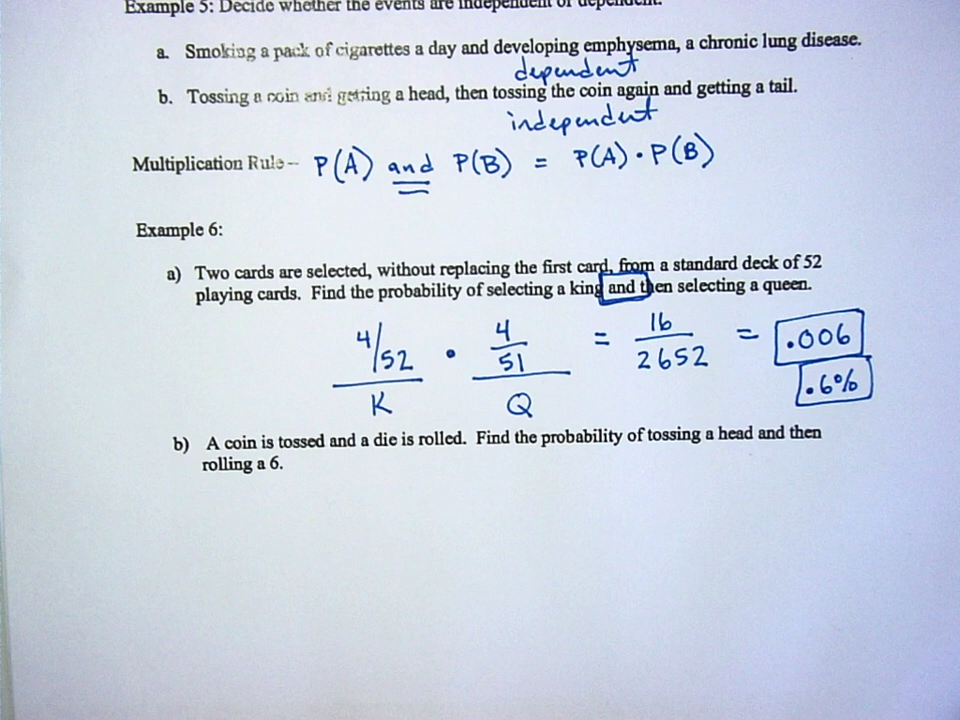 Example 5: Decide whether the events are independent or dependent.
a. Smoking a pack of cigarettes a day and developing emphysema, a chronic lung disease.
dependent
b. Tossing a coin and getting a head, then tossing the coin again and getting a tail.
independent
Multiplication Rule – P(A) and P(B) = P(A) · P(B)
Example 6:
a) Two cards are selected, without replacing the first card, from a standard deck of 52
playing cards. Find the probability of selecting a king and then selecting a queen.
4/52 · 4/51 = 16/2652 = .006
K Q .6%
b) A coin is tossed and a die is rolled. Find the probability of tossing a head and then
rolling a 6.